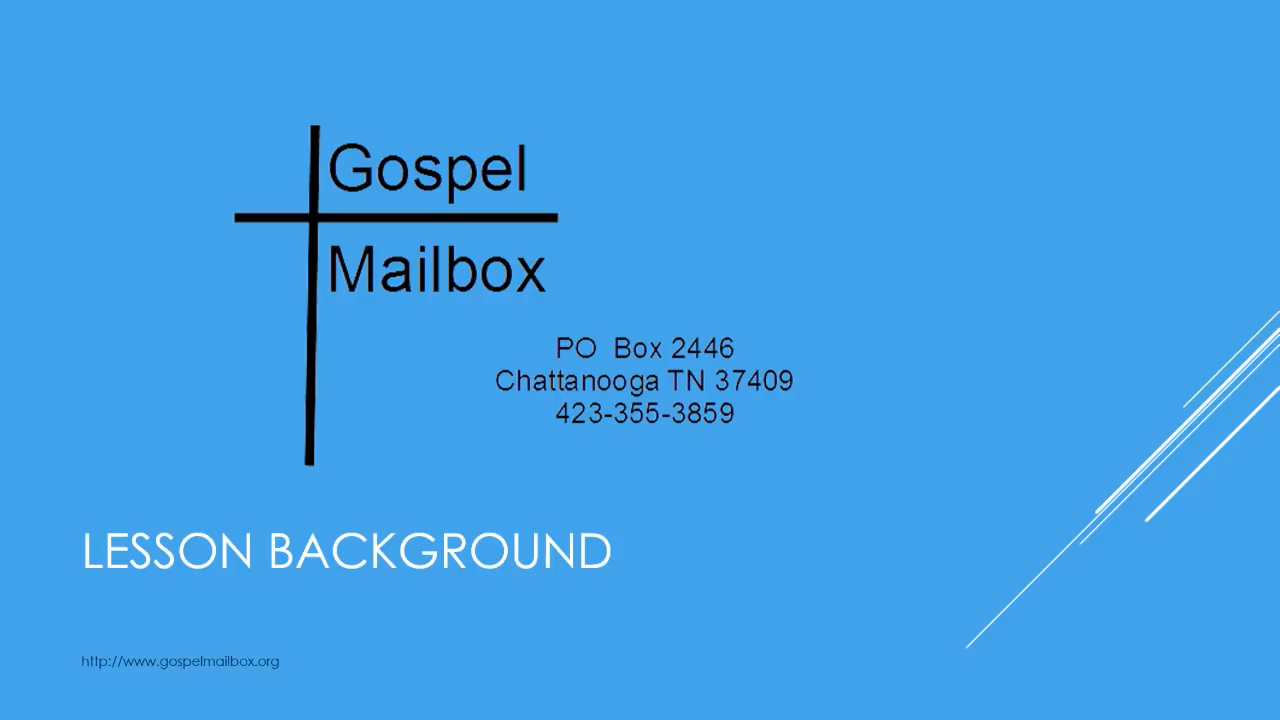 Gospel
Mailbox
PO Box 2446
Chattanooga TN 37409
423-355-3859
LESSON BACKGROUND
http://www.gospelmailbox.org